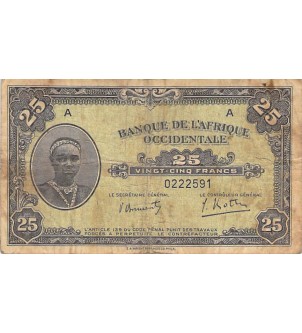 25 A A 25
BANQUE DE L'AFRIQUE
OCCIDENTALE
25
VINGT-CINQ FRANCS
0222591
LE SECRÉTAIRE GÉNÉRAL LE CONTRÔLEUR GÉNÉRAL
25 25
L'ARTICLE 139 DU CODE PÉNAL PUNIT DES TRAVAUX
FORCÉS À PERPÉTUITÉ LE CONTREFACTEUR